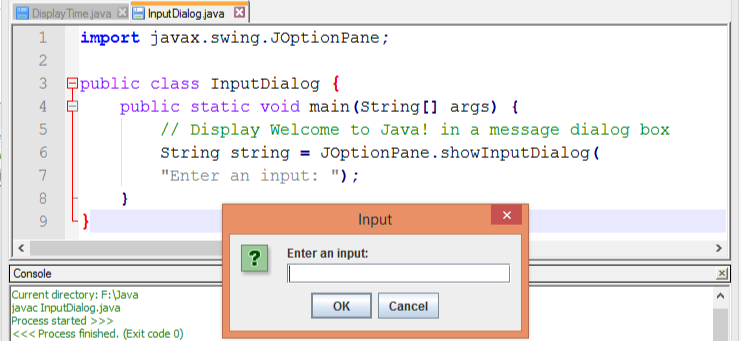 DisplayTime.java InputDialog.java
1 import javax.swing.JOptionPane;
2
3 public class InputDialog {
4 public static void main(String[] args) {
5 // Display Welcome to Java! in a message dialog box
6 String string = JOptionPane.showInputDialog(
7 "Enter an input: ");
8 }
9 }
Input
Enter an input:
OK Cancel
Console
Current directory: F:\Java
javac InputDialog.java
Process started >>>
<<< Process finished. (Exit code 0)